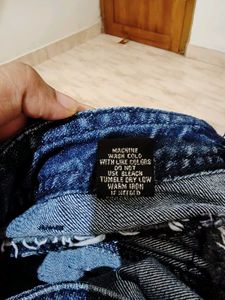 MACHINE
WASH COLD
WITH LIKE COLORS
DO NOT
USE BLEACH
TUMBLE DRY LOW
WARM IRON
IF NEEDED